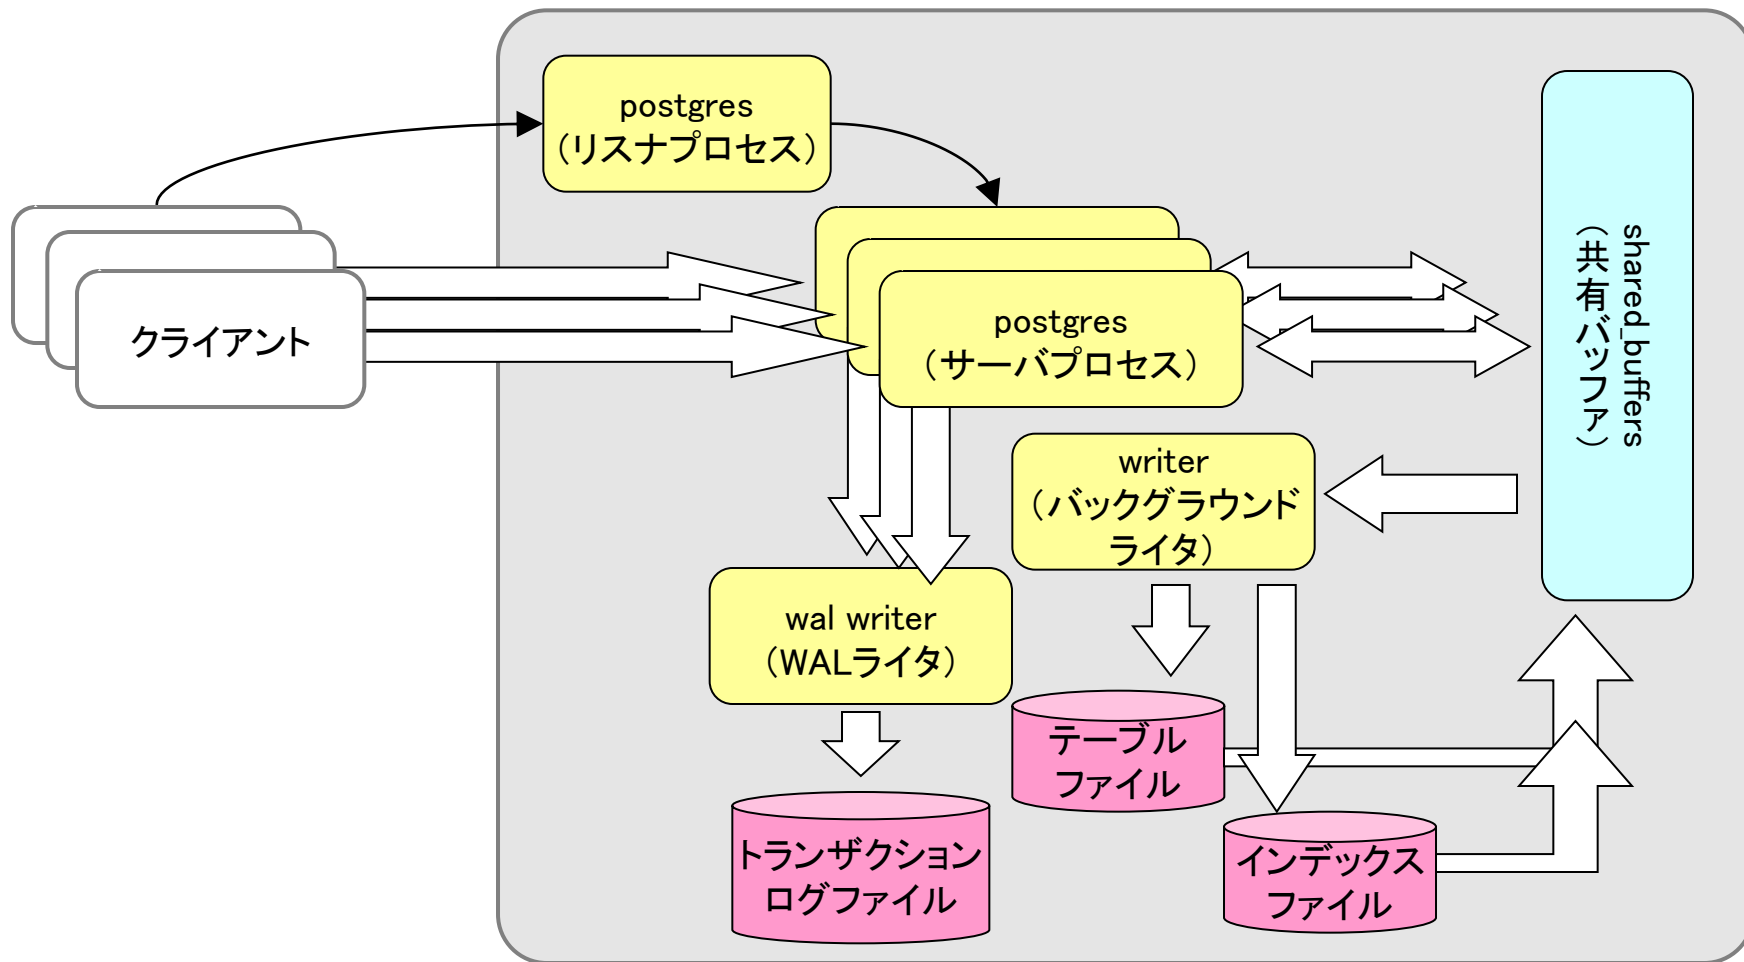 postgres
（リスナプロセス）
クライアント
postgres
（サーバプロセス）
shared_buffers
（共有バッファ）
writer
（バックグラウンド
ライタ）
wal writer
（WALライタ）
テーブル
ファイル
トランザクション
ログファイル
インデックス
ファイル